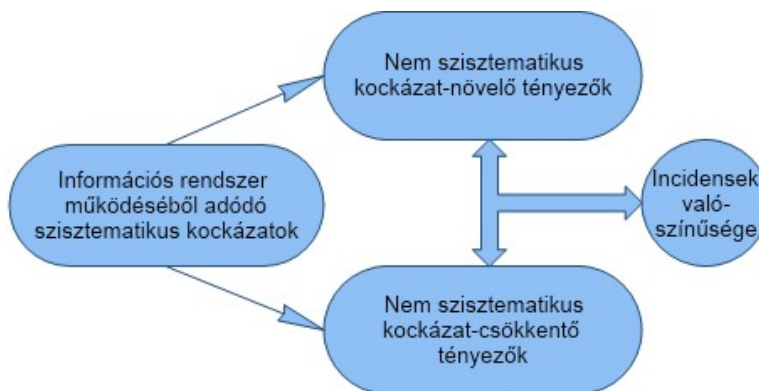 Nem szisztematikus
kockázat-növelő tényezők
Információs rendszer
működéséből adódó
szisztematikus kockázatok
Incidensek
való-
színűsége
Nem szisztematikus
kockázat-csökkentő
tényezők